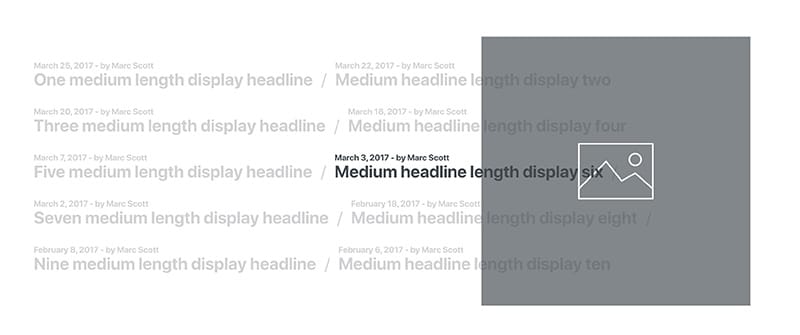 March 25, 2017 - by Marc Scott March 22, 2017 - by Marc Scott
One medium length display headline / Medium headline length display two
March 20, 2017 - by Marc Scott March 18, 2017 - by Marc Scott
Three medium length display headline / Medium headline length display four
March 7, 2017 - by Marc Scott March 3, 2017 - by Marc Scott
Five medium length display headline / Medium headline length display six
March 2, 2017 - by Marc Scott February 18, 2017 - by Marc Scott
Seven medium length display headline / Medium headline length display eight /
February 8, 2017 - by Marc Scott February 6, 2017 - by Marc Scott
Nine medium length display headline / Medium headline length display ten